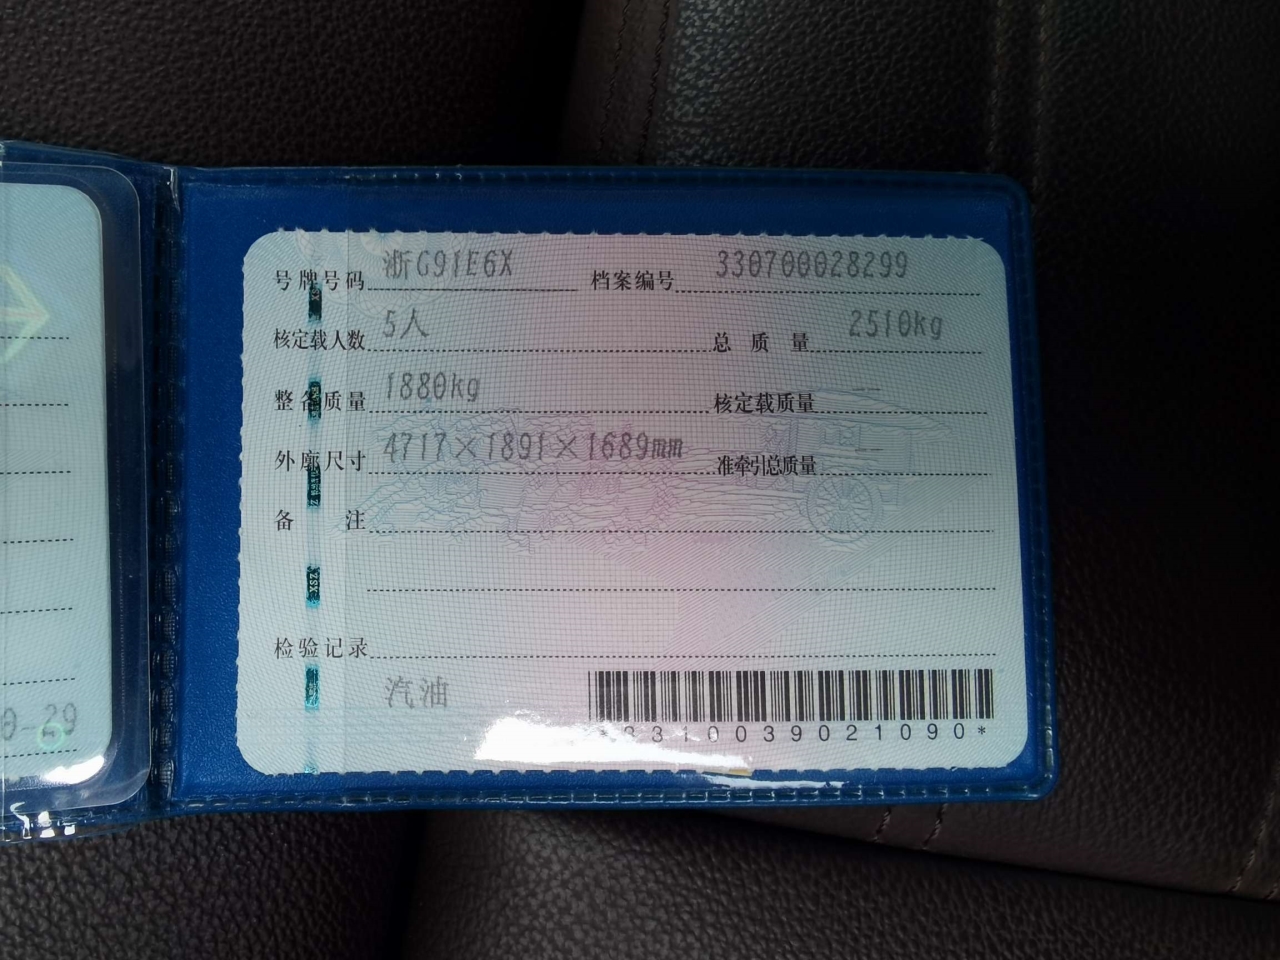 号牌号码 浙G91E6X 档案编号 330700028299
核定载人数 5人 总质量 2510kg
整备质量 1880kg 核定载质量 —
外廓尺寸 4717×1891×1689mm 准牵引总质量 —
备注
检验记录
汽油
*3310039021090*
0-29